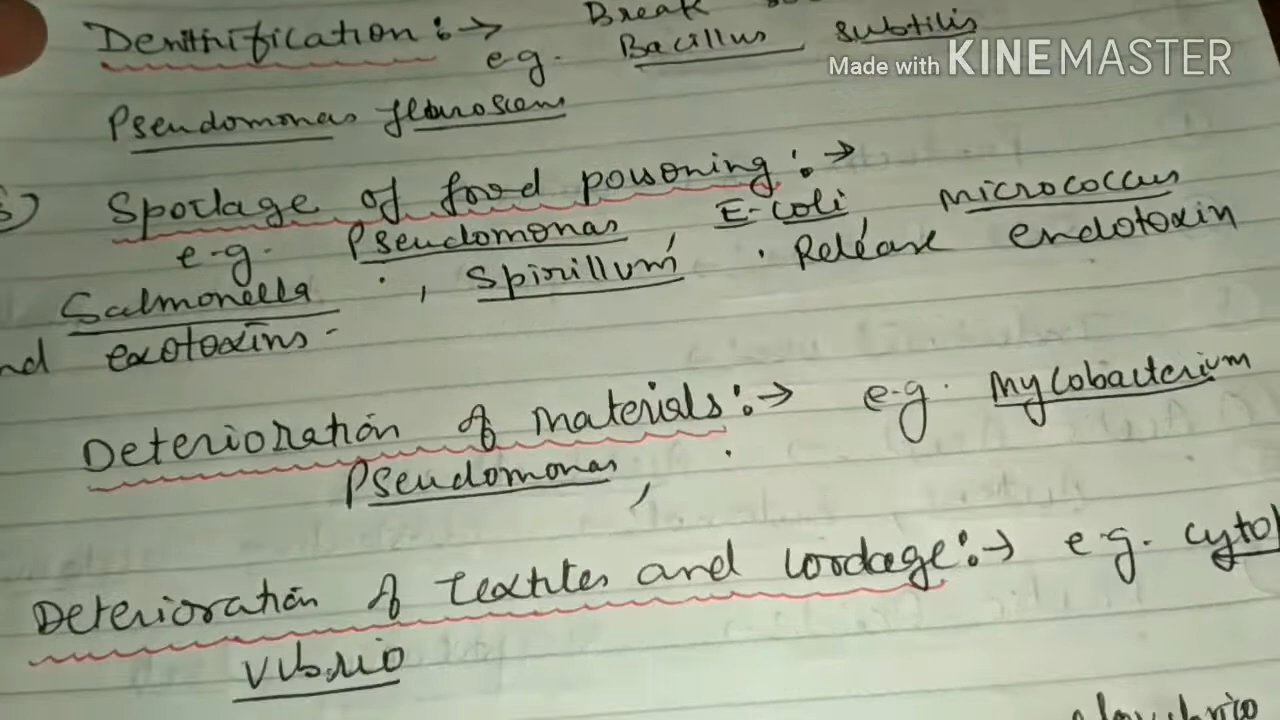 Denitrification :→ Break
e.g. Bacillus subtilis
Made with KINEMASTER
Pseudomonas
Spoilage of food poisoning :→
e.g. Pseudomonas, E-coli micrococcus
Salmonella , Spirillum . Release endotoxin
nd exotoxins.
Deterioration of Materials :→ e.g. Mycobacterium
Pseudomonas ,
Deterioration of textiles and cordage :→ e.g. cyto
Vibrio